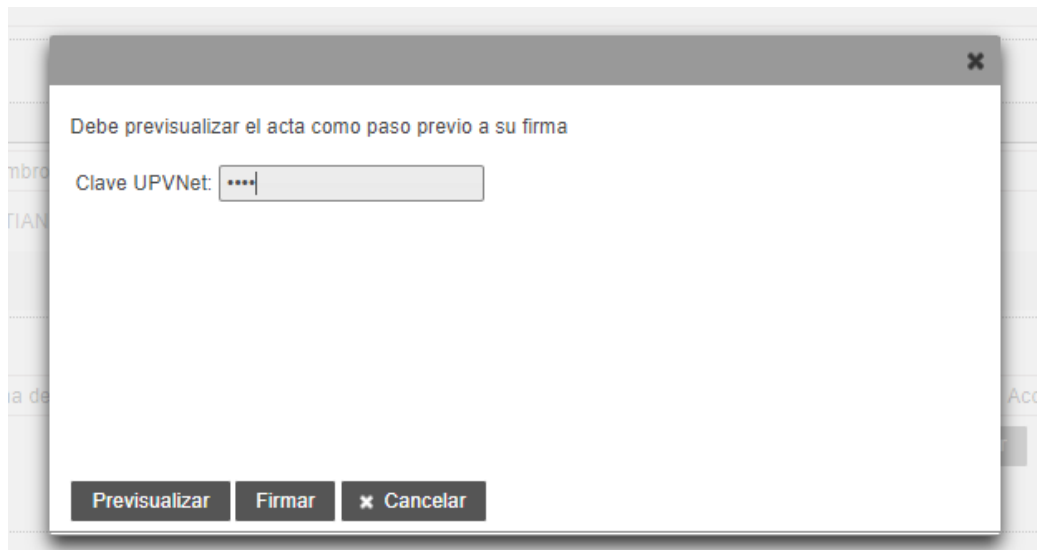 Debe previsualizar el acta como paso previo a su firma
Clave UPVNet: ••••
Previsualizar Firmar ✖ Cancelar